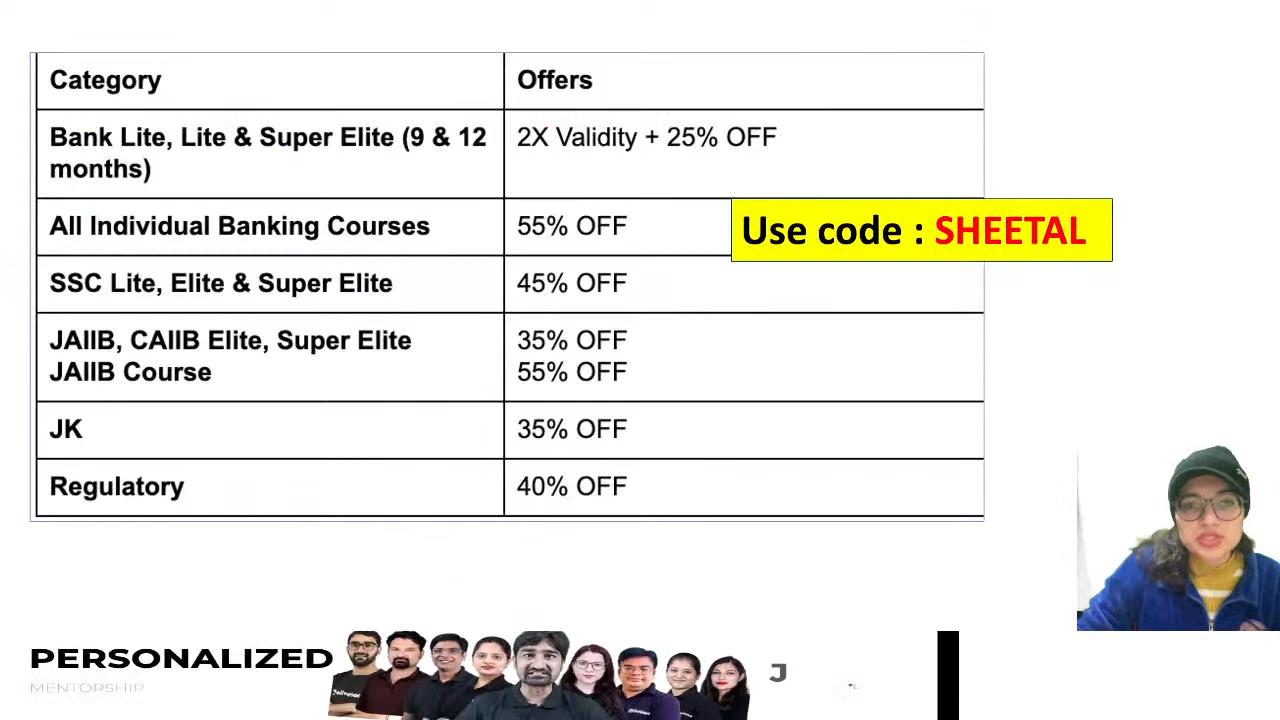 Category Offers
Bank Lite, Lite & Super Elite (9 & 12 2X Validity + 25% OFF
months)
All Individual Banking Courses 55% OFF
Use code : SHEETAL
SSC Lite, Elite & Super Elite 45% OFF
JAIIB, CAIIB Elite, Super Elite 35% OFF
JAIIB Course 55% OFF
JK 35% OFF
Regulatory 40% OFF
PERSONALIZED
MENTORSHIP
J